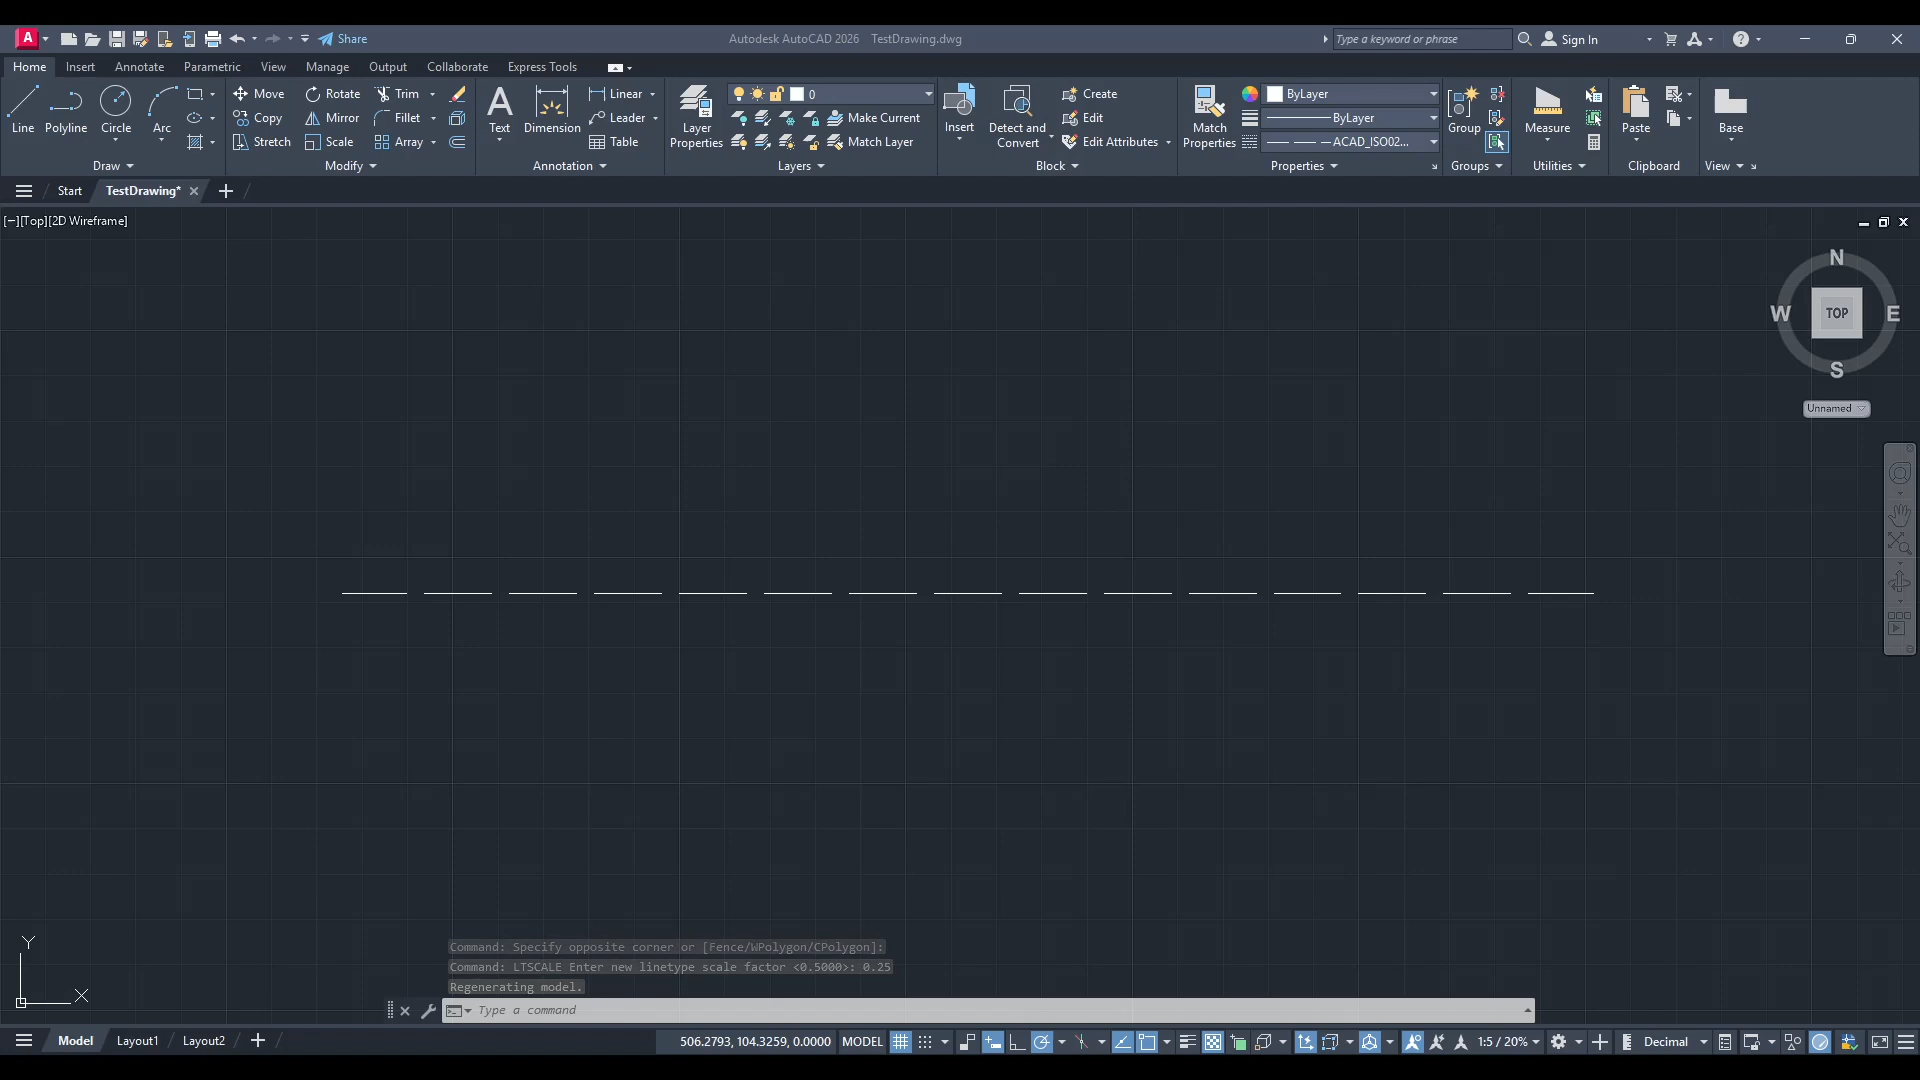 A
Share
Autodesk AutoCAD 2026 TestDrawing.dwg
Type a keyword or phrase
Sign In
Home Insert Annotate Parametric View Manage Output Collaborate Express Tools
Line
Polyline
Circle
Arc
Draw
Move
Rotate
Trim
Copy
Mirror
Fillet
Stretch
Scale
Array
Modify
A
Text
Dimension
Linear
Leader
Table
Annotation
Layer
Properties
0
Make Current
Match Layer
Layers
Insert
Detect and
Convert
Create
Edit
Edit Attributes
Block
Match
Properties
ByLayer
ByLayer
ACAD_ISO02...
Properties
Group
Groups
Measure
Utilities
Paste
Clipboard
Base
View
Start
TestDrawing*
[−][Top][2D Wireframe]
N
W
TOP
E
S
Unnamed
Y
X
Command: Specify opposite corner or [Fence/WPolygon/CPolygon]:
Command: LTSCALE Enter new linetype scale factor <0.5000>: 0.25
Regenerating model.
Type a command
Model
Layout1
Layout2
506.2793, 104.3259, 0.0000
MODEL
1:5 / 20%
Decimal